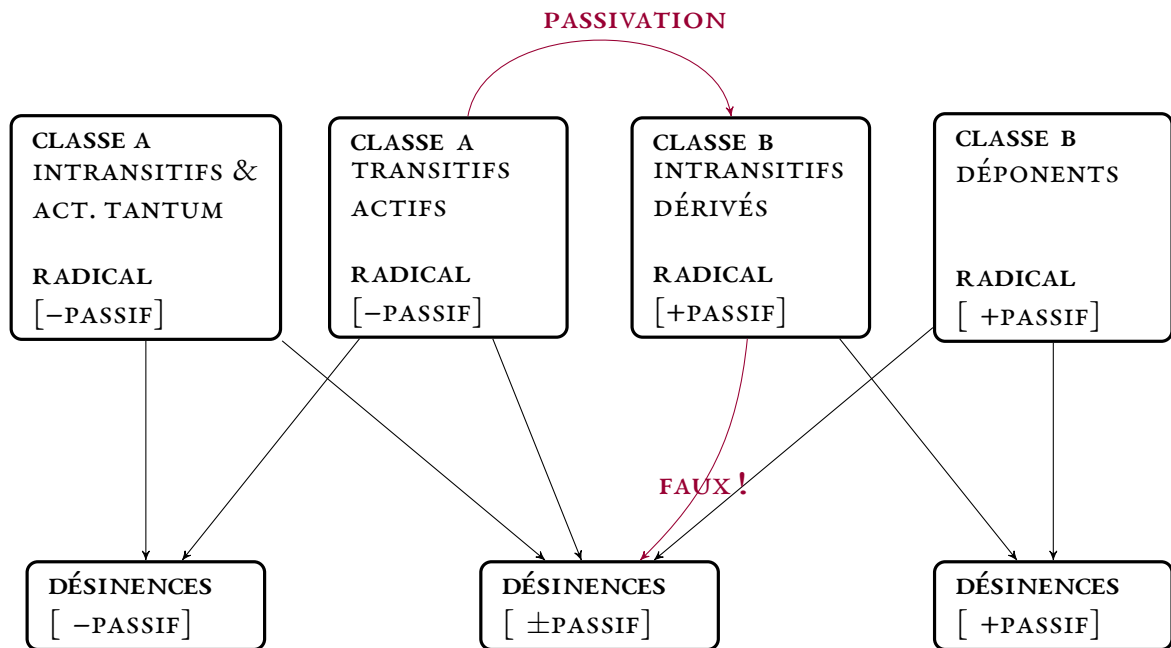 PASSIVATION
CLASSE A
INTRANSITIFS &
ACT. TANTUM
RADICAL
[–PASSIF]
CLASSE A
TRANSITIFS
ACTIFS
RADICAL
[–PASSIF]
CLASSE B
INTRANSITIFS
DÉRIVÉS
RADICAL
[+PASSIF]
CLASSE B
DÉPONENTS
RADICAL
[ +PASSIF]
FAUX !
DÉSINENCES
[ –PASSIF]
DÉSINENCES
[ ±PASSIF]
DÉSINENCES
[ +PASSIF]